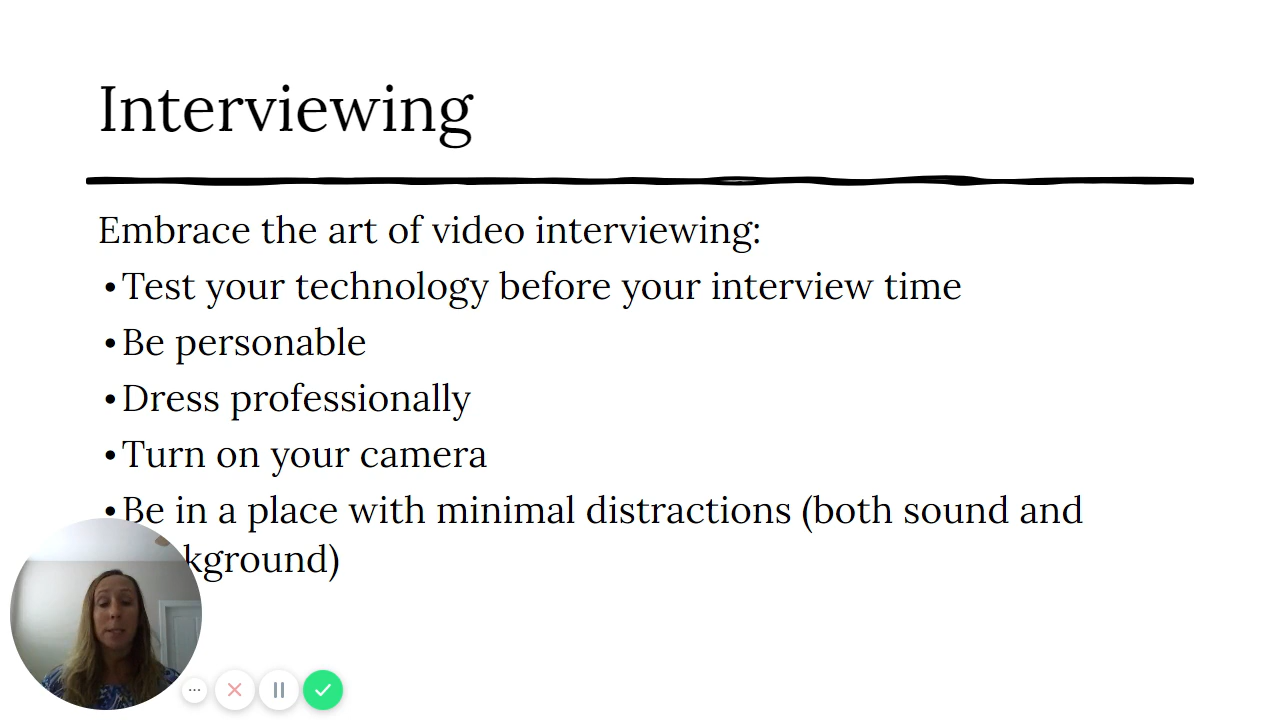 Interviewing
Embrace the art of video interviewing:
•Test your technology before your interview time
•Be personable
•Dress professionally
•Turn on your camera
•Be in a place with minimal distractions (both sound and
kground)